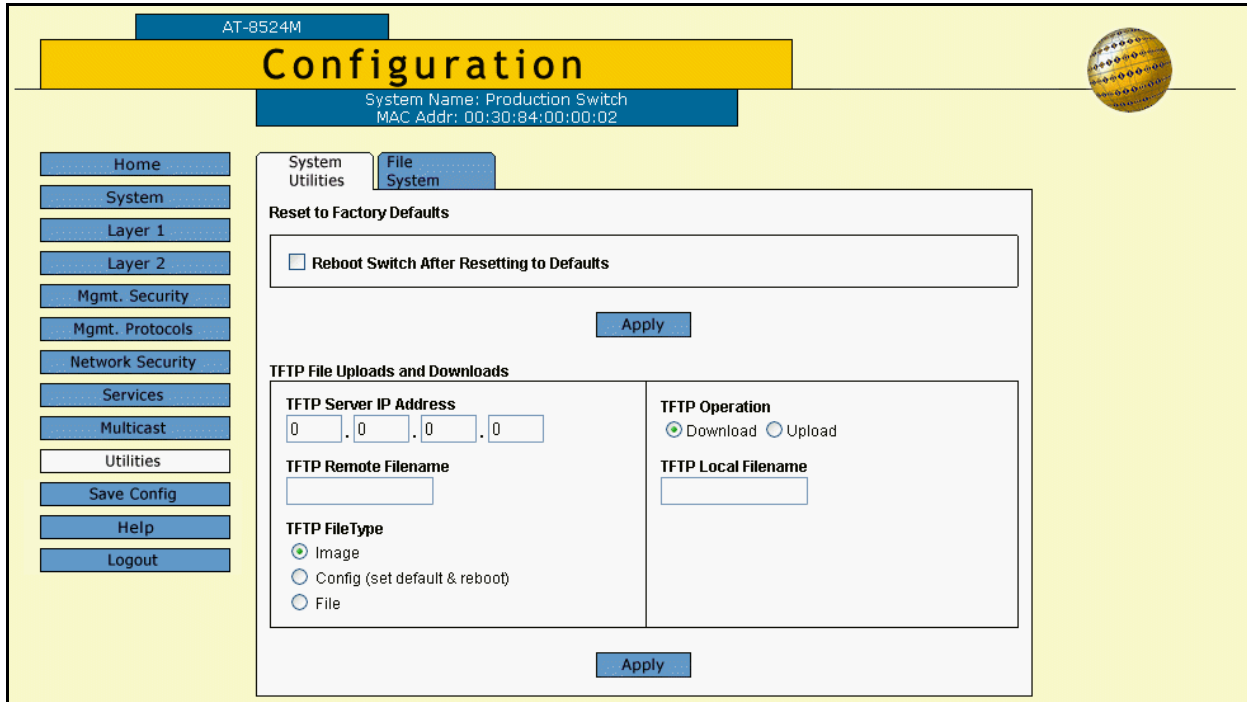 AT-8524M
Configuration
System Name: Production Switch
MAC Addr: 00:30:84:00:00:02
Home
System
Layer 1
Layer 2
Mgmt. Security
Mgmt. Protocols
Network Security
Services
Multicast
Utilities
Save Config
Help
Logout
System
Utilities
File
System
Reset to Factory Defaults
Reboot Switch After Resetting to Defaults
Apply
TFTP File Uploads and Downloads
TFTP Server IP Address
0 . 0 . 0 . 0
TFTP Remote Filename
TFTP FileType
Image
Config (set default & reboot)
File
TFTP Operation
Download Upload
TFTP Local Filename
Apply